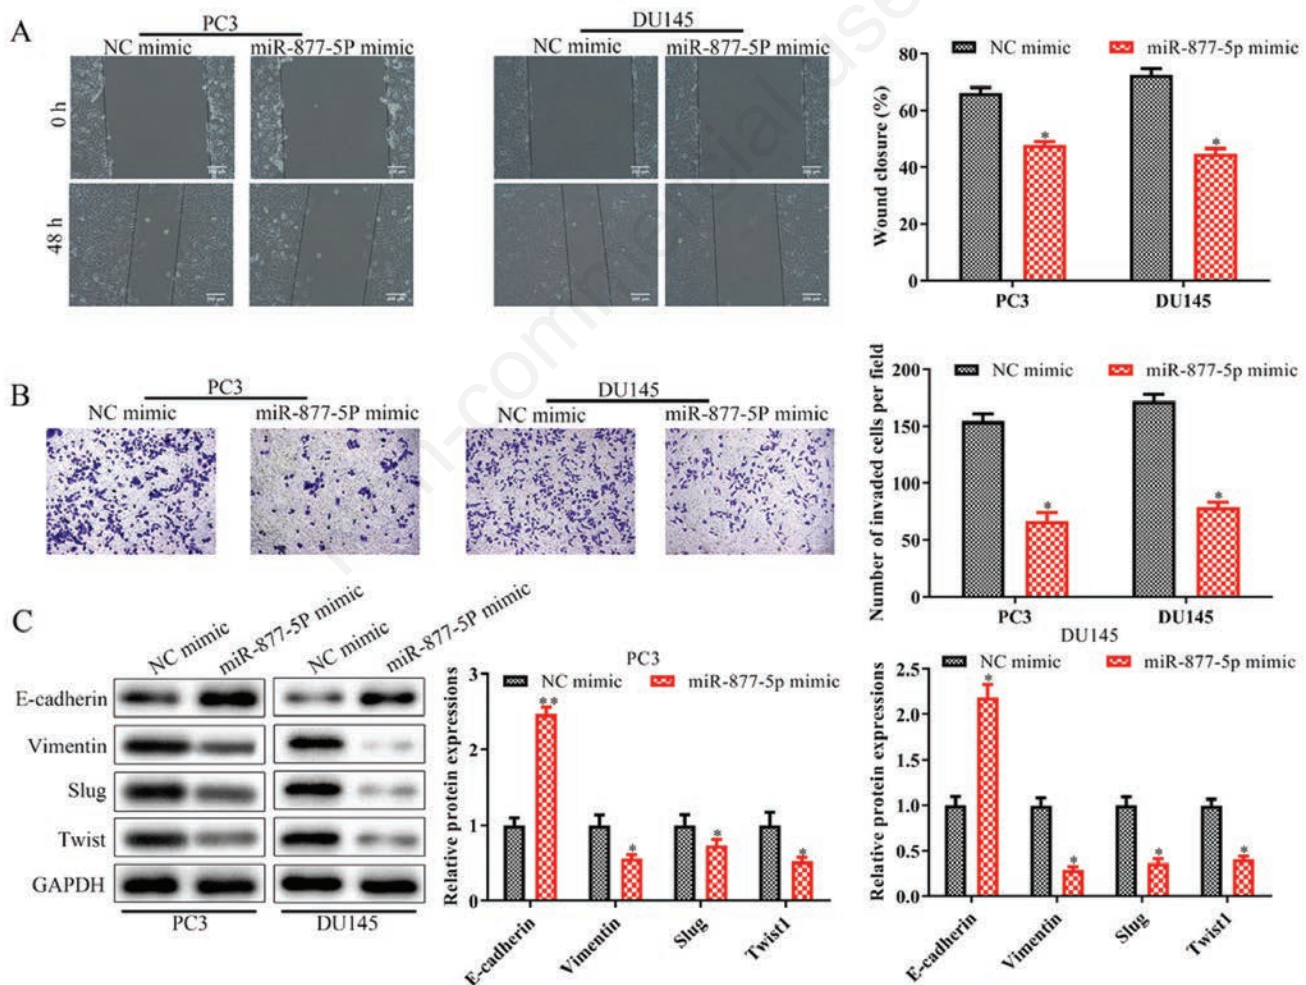 A
PC3
NC mimic miR-877-5P mimic
DU145
NC mimic miR-877-5P mimic
0 h
48 h
NC mimic miR-877-5p mimic
Wound closure (%)
80
60
40
20
0
* *
PC3 DU145
B
PC3
NC mimic miR-877-5P mimic
DU145
NC mimic miR-877-5P mimic
NC mimic miR-877-5p mimic
Number of invaded cells per field
200
150
100
50
0
* *
PC3 DU145
C
NC mimic miR-877-5P mimic NC mimic miR-877-5P mimic
E-cadherin
Vimentin
Slug
Twist
GAPDH
PC3 DU145
PC3
NC mimic miR-877-5p mimic
Relative protein expressions
3
2
1
0
** * * *
E-cadherin Vimentin Slug Twist1
DU145
NC mimic miR-877-5p mimic
Relative protein expressions
2.5
2.0
1.5
1.0
0.5
0.0
* * * *
E-cadherin Vimentin Slug Twist1